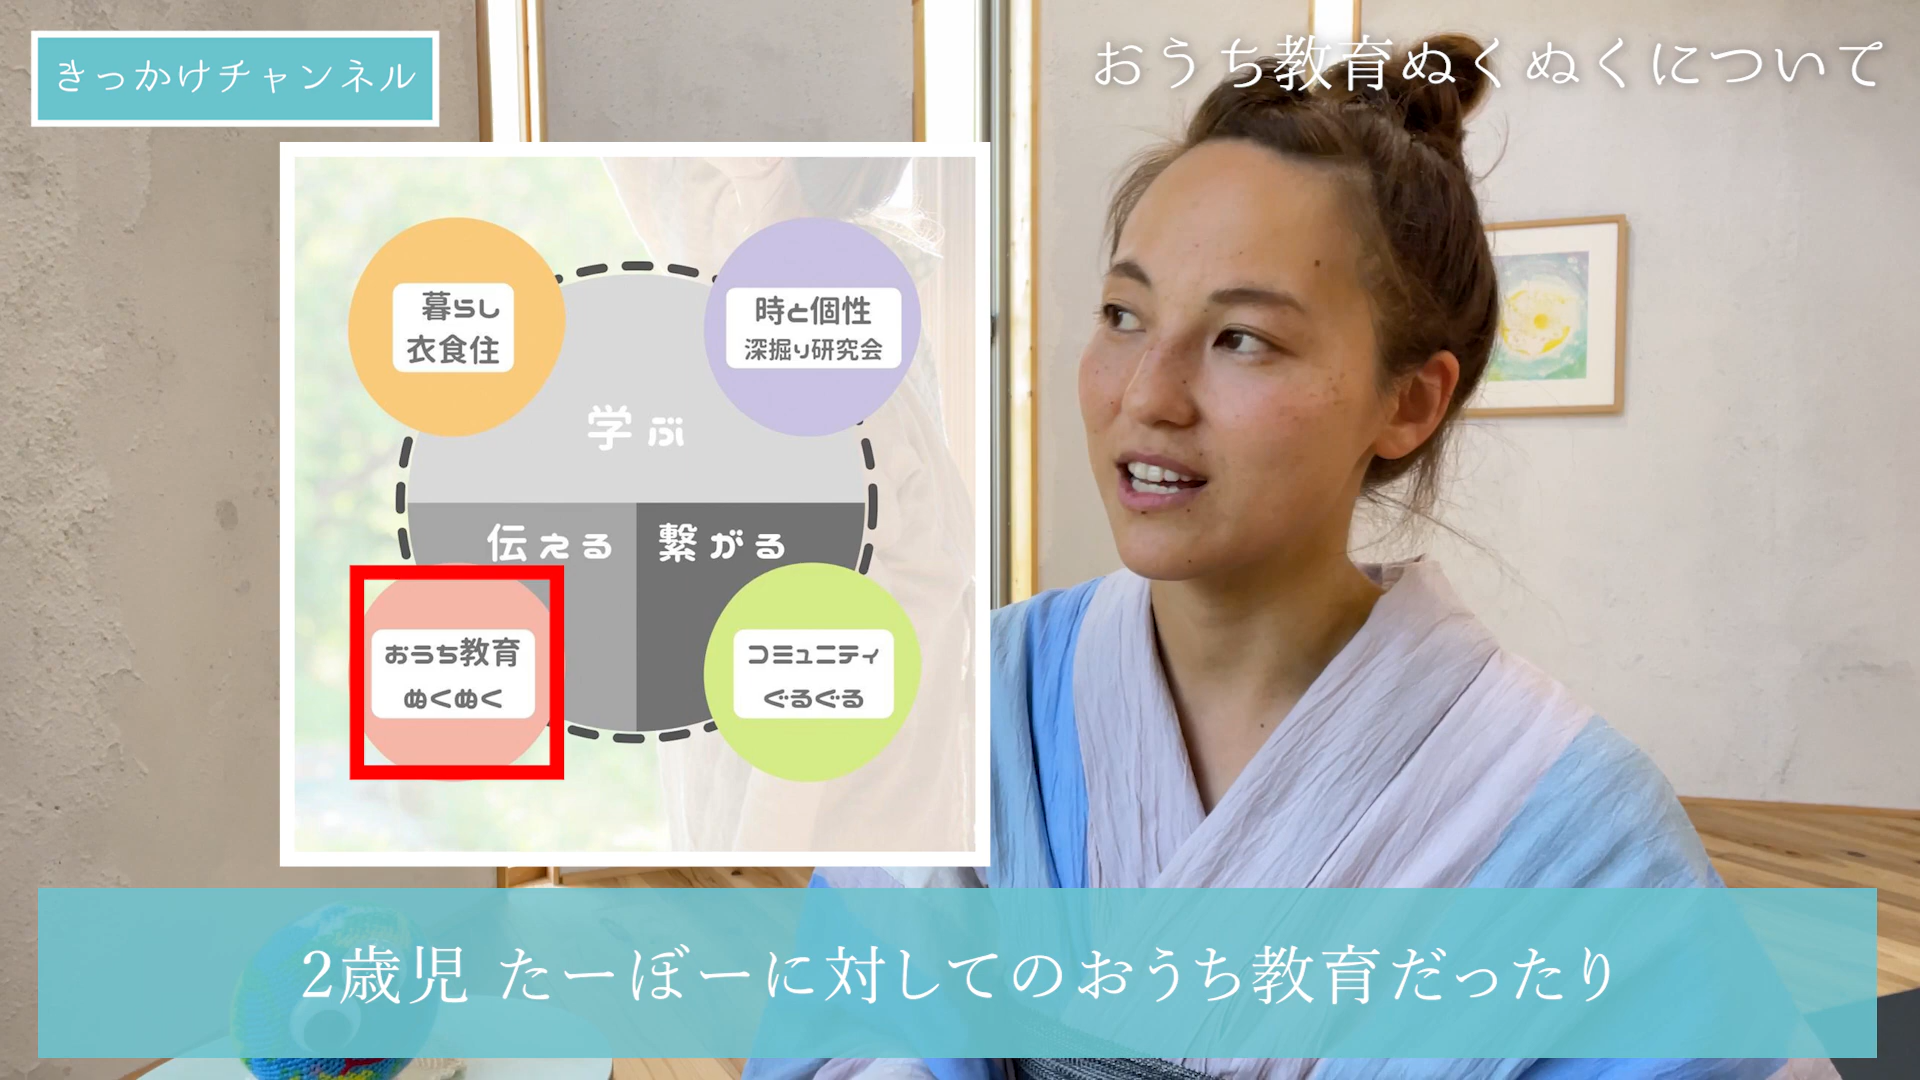 きっかけチャンネル
おうち教育ぬくぬくについて
暮らし
衣食住
時と個性
深掘り研究会
学ぶ
伝える
繋がる
おうち教育
ぬくぬく
コミュニティ
ぐるぐる
2歳児 たーぼーに対してのおうち教育だったり